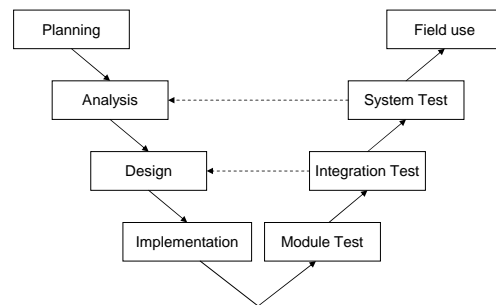 Planning
Field use
Analysis
System Test
Design
Integration Test
Implementation
Module Test